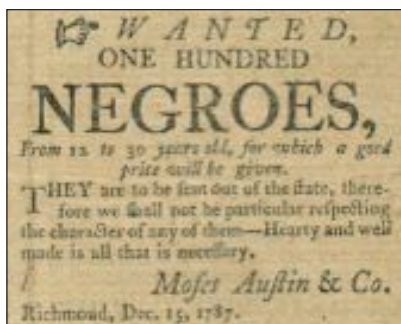 WANTED,
ONE HUNDRED
NEGROES,
From 12 to 30 years old, for which a good
price will be given.
THEY are to be ſent out of the ſtate, there-
fore we ſhall not be particular reſpecting
the character of any of them—Hearty and well
made is all that is neceſſary.
Moſes Auſtin & Co.
Richmond, Dec. 15, 1787.